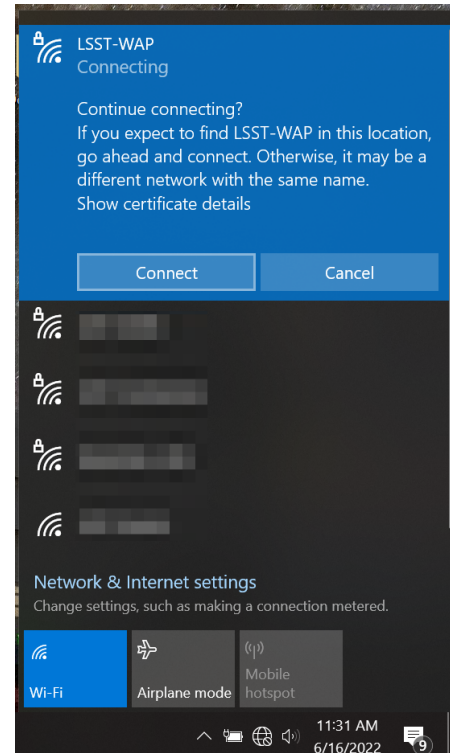 LSST-WAP
Connecting
Continue connecting?
If you expect to find LSST-WAP in this location,
go ahead and connect. Otherwise, it may be a
different network with the same name.
Show certificate details
Connect Cancel
Network & Internet settings
Change settings, such as making a connection metered.
Wi-Fi
Airplane mode
Mobile
hotspot
11:31 AM
6/16/2022
9